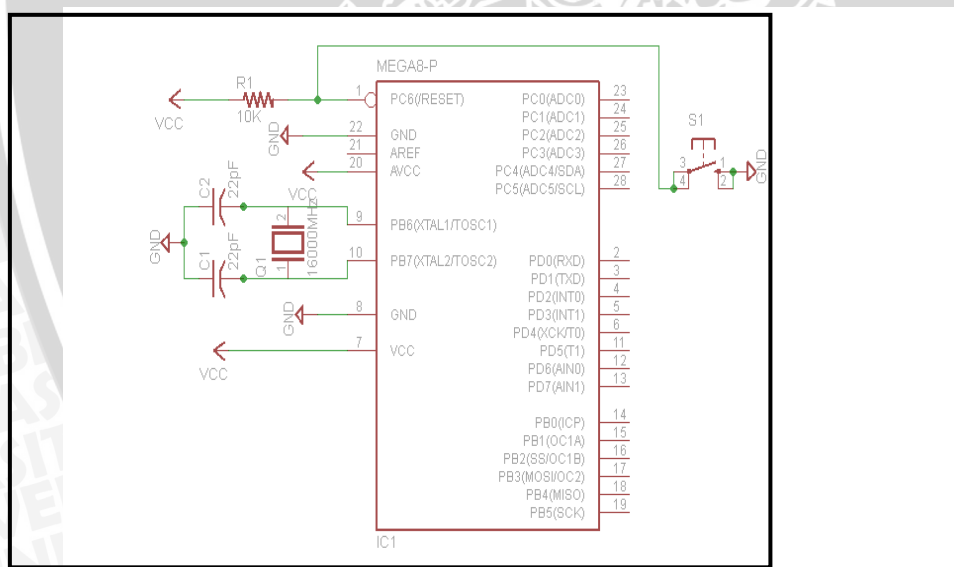 MEGA8-P
R1
10K
VCC
1
PC6(/RESET)
GND
22
GND
21
AREF
20
AVCC
VCC
C2
22pF
C1
22pF
GND
Q1
2
1
16000MHz
9
PB6(XTAL1/TOSC1)
10
PB7(XTAL2/TOSC2)
GND
8
GND
7
VCC
VCC
PC0(ADC0)
23
PC1(ADC1)
24
PC2(ADC2)
25
PC3(ADC3)
26
PC4(ADC4/SDA)
27
PC5(ADC5/SCL)
28
PD0(RXD)
2
PD1(TXD)
3
PD2(INT0)
4
PD3(INT1)
5
PD4(XCK/T0)
6
PD5(T1)
11
PD6(AIN0)
12
PD7(AIN1)
13
PB0(ICP)
14
PB1(OC1A)
15
PB2(SS/OC1B)
16
PB3(MOSI/OC2)
17
PB4(MISO)
18
PB5(SCK)
19
IC1
S1
3
1
4
2
GND